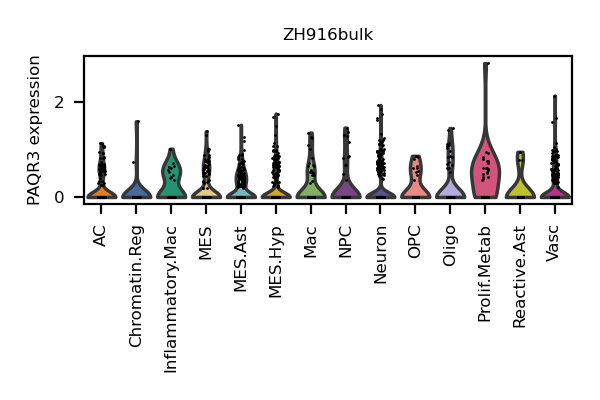 ZH916bulk
PAQR3 expression
2
0
AC
Chromatin.Reg
Inflammatory.Mac
MES
MES.Ast
MES.Hyp
Mac
NPC
Neuron
OPC
Oligo
Prolif.Metab
Reactive.Ast
Vasc